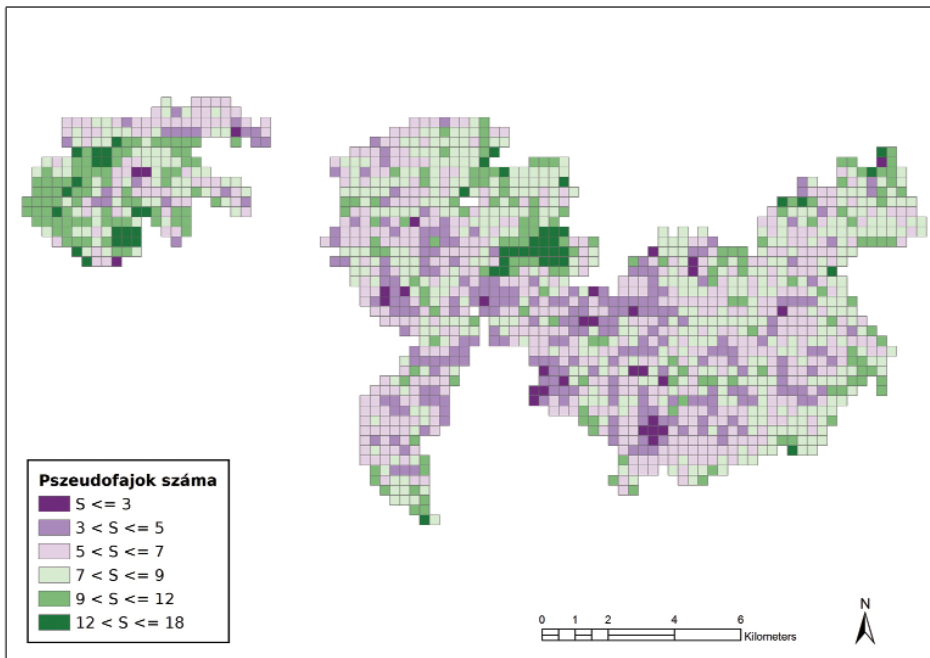 Pszeudofajok száma
S <= 3
3 < S <= 5
5 < S <= 7
7 < S <= 9
9 < S <= 12
12 < S <= 18
0 1 2 4 6
Kilometers
N